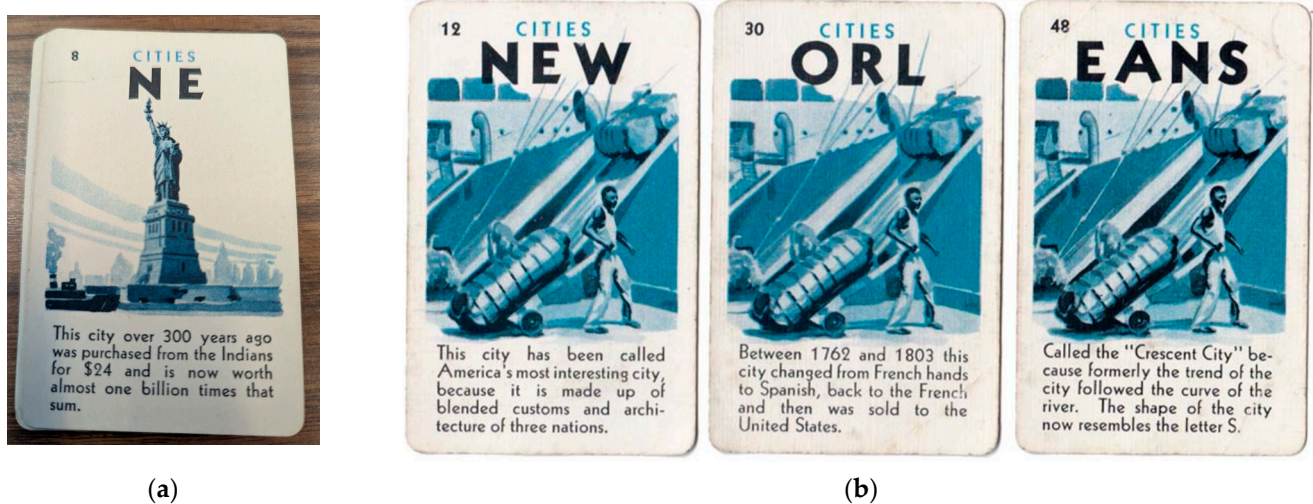 8
CITIES
NE
This city over 300 years ago
was purchased from the Indians
for $24 and is now worth
almost one billion times that
sum.
(a)
12
CITIES
NEW
This city has been called
America's most interesting city,
because it is made up of
blended customs and archi-
tecture of three nations.
30
CITIES
ORL
Between 1762 and 1803 this
city changed from French hands
to Spanish, back to the French
and then was sold to the
United States.
48
CITIES
EANS
Called the "Crescent City" be-
cause formerly the trend of the
city followed the curve of the
river. The shape of the city
now resembles the letter S.
(b)